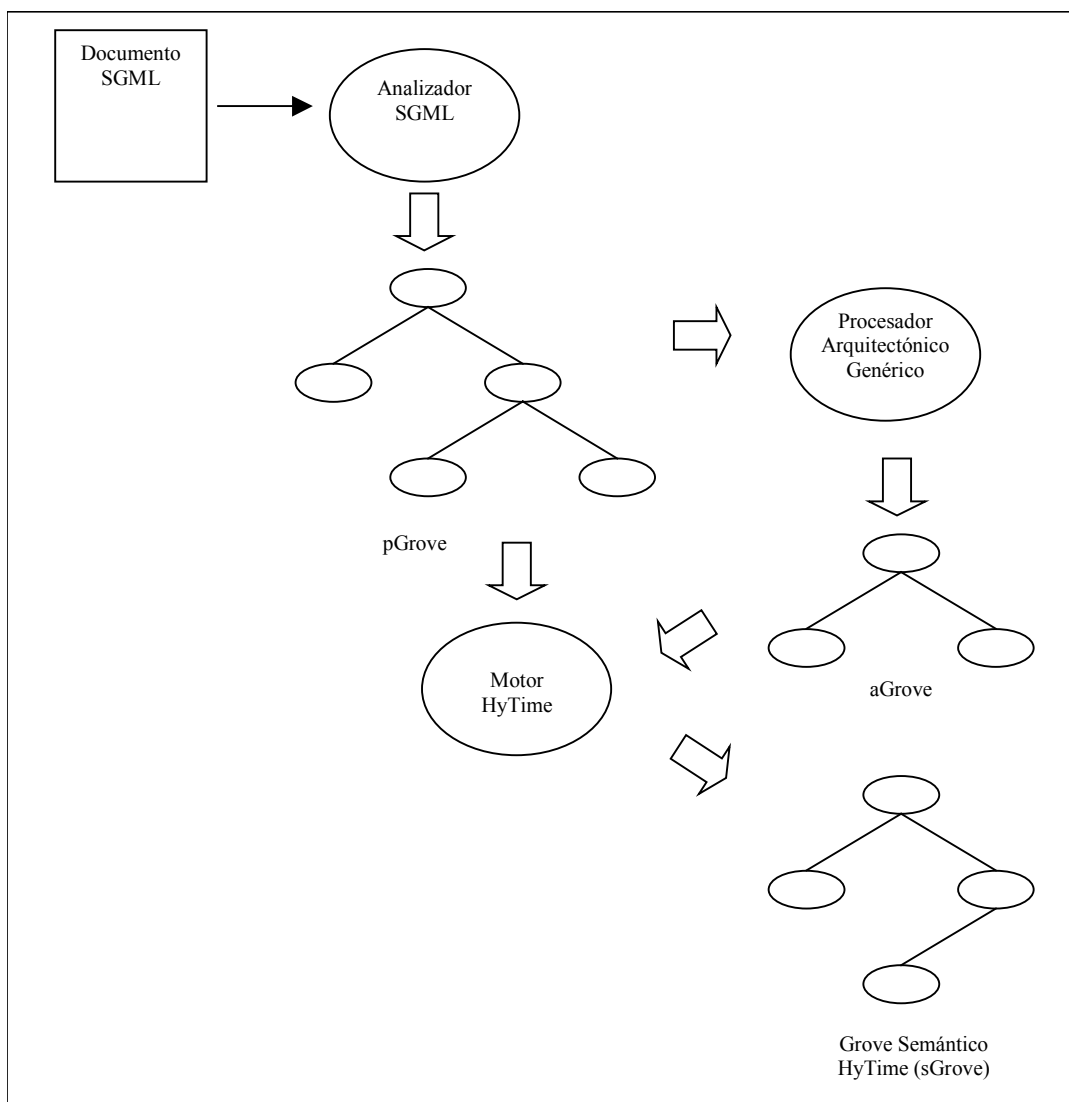 Documento
SGML
Analizador
SGML
Procesador
Arquitectónico
Genérico
pGrove
Motor
HyTime
aGrove
Grove Semántico
HyTime (sGrove)